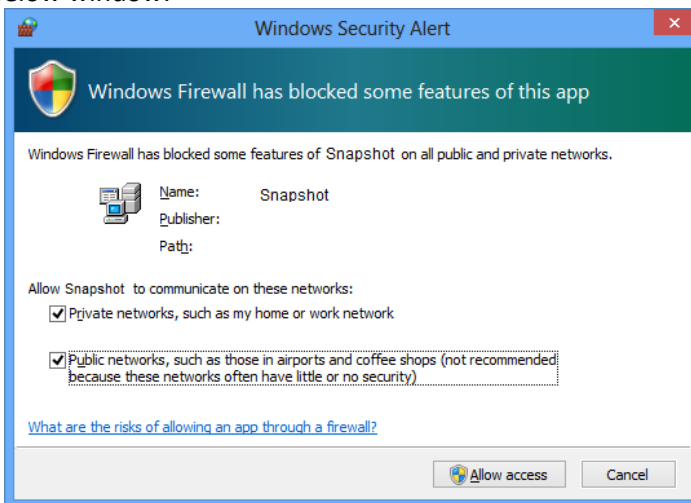 Windows Security Alert
Windows Firewall has blocked some features of this app
Windows Firewall has blocked some features of Snapshot on all public and private networks.
Name: Snapshot
Publisher:
Path:
Allow Snapshot to communicate on these networks:
Private networks, such as my home or work network
Public networks, such as those in airports and coffee shops (not recommended
because these networks often have little or no security)
What are the risks of allowing an app through a firewall?
Allow access Cancel